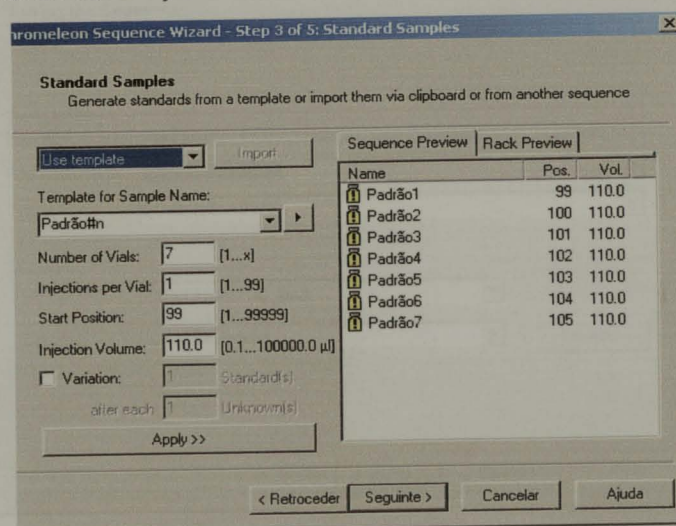 hromeleon Sequence Wizard - Step 3 of 5: Standard Samples
Standard Samples
Generate standards from a template or import them via clipboard or from another sequence
Use template
Import...
Template for Sample Name:
Padrão#n
Number of Vials: 7 [1...x]
Injections per Vial: 1 [1...99]
Start Position: 99 [1...99999]
Injection Volume: 110.0 [0.1...100000.0 µl]
Variation: 1 Standard(s)
after each 1 Unknown(s)
Apply >>
Sequence Preview Rack Preview
Name Pos. Vol.
Padrão1 99 110.0
Padrão2 100 110.0
Padrão3 101 110.0
Padrão4 102 110.0
Padrão5 103 110.0
Padrão6 104 110.0
Padrão7 105 110.0
< Retroceder Seguinte > Cancelar Ajuda